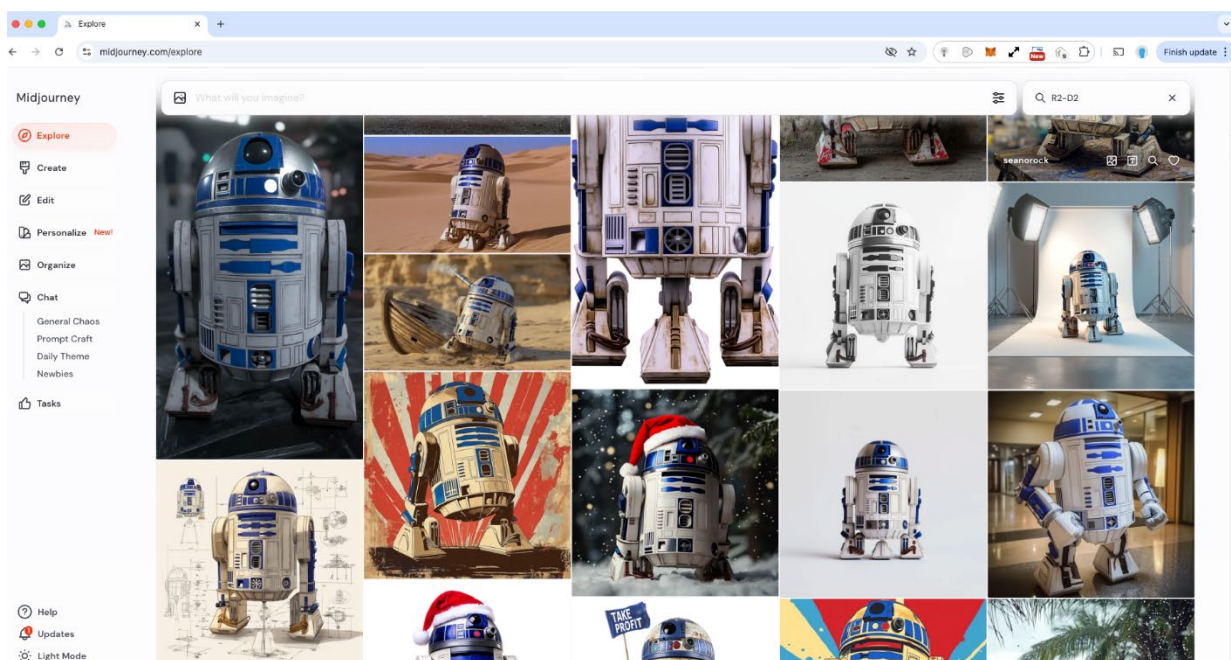 Explore
midjourney.com/explore
New
Finish update
Midjourney
What will you imagine?
R2-D2
Explore
Create
Edit
Personalize New!
Organize
Chat
General Chaos
Prompt Craft
Daily Theme
Newbies
Tasks
Help
Updates
Light Mode
seanorock
TAKE
PROFIT